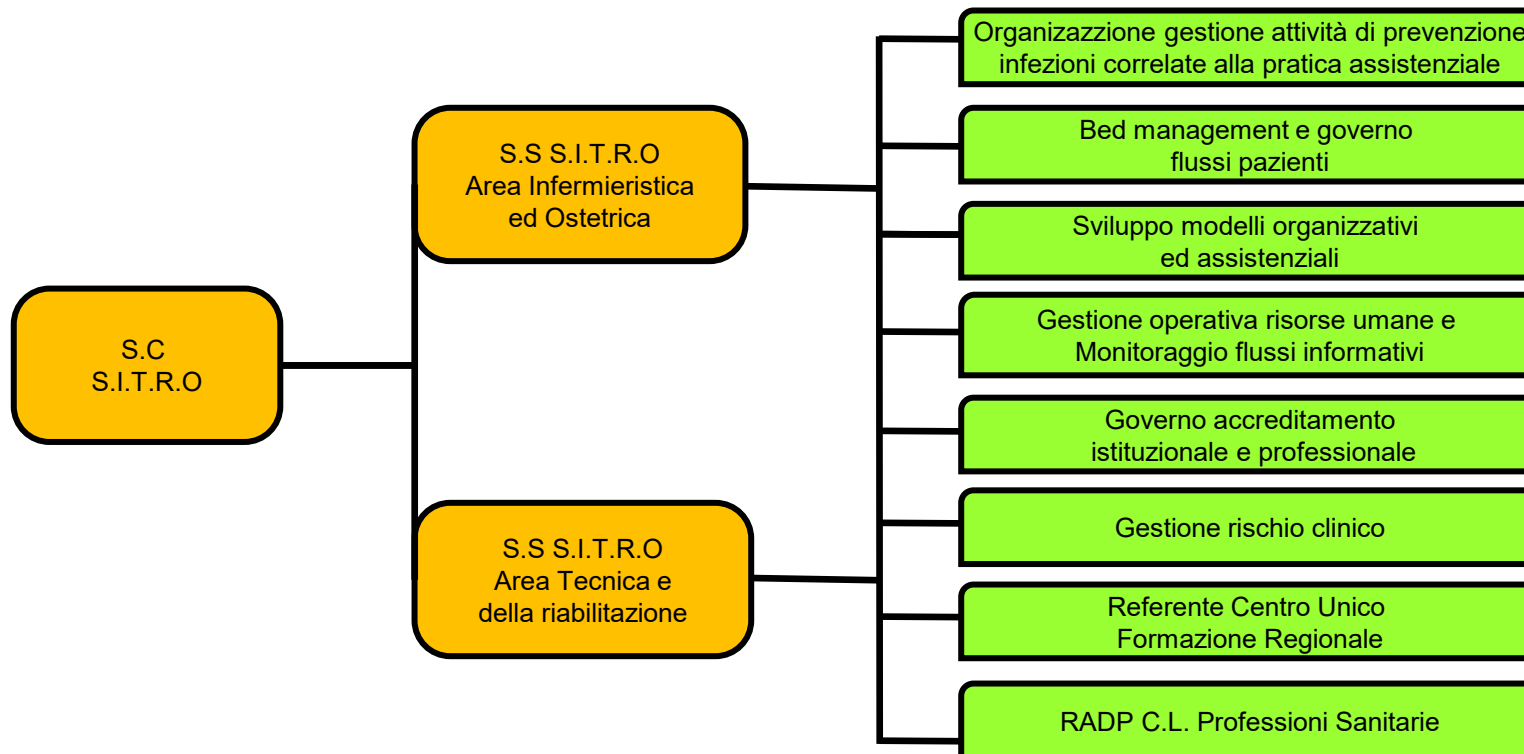 S.C
S.I.T.R.O
S.S S.I.T.R.O
Area Infermieristica
ed Ostetrica
S.S S.I.T.R.O
Area Tecnica e
della riabilitazione
Organizazzione gestione attività di prevenzione
infezioni correlate alla pratica assistenziale
Bed management e governo
flussi pazienti
Sviluppo modelli organizzativi
ed assistenziali
Gestione operativa risorse umane e
Monitoraggio flussi informativi
Governo accreditamento
istituzionale e professionale
Gestione rischio clinico
Referente Centro Unico
Formazione Regionale
RADP C.L. Professioni Sanitarie